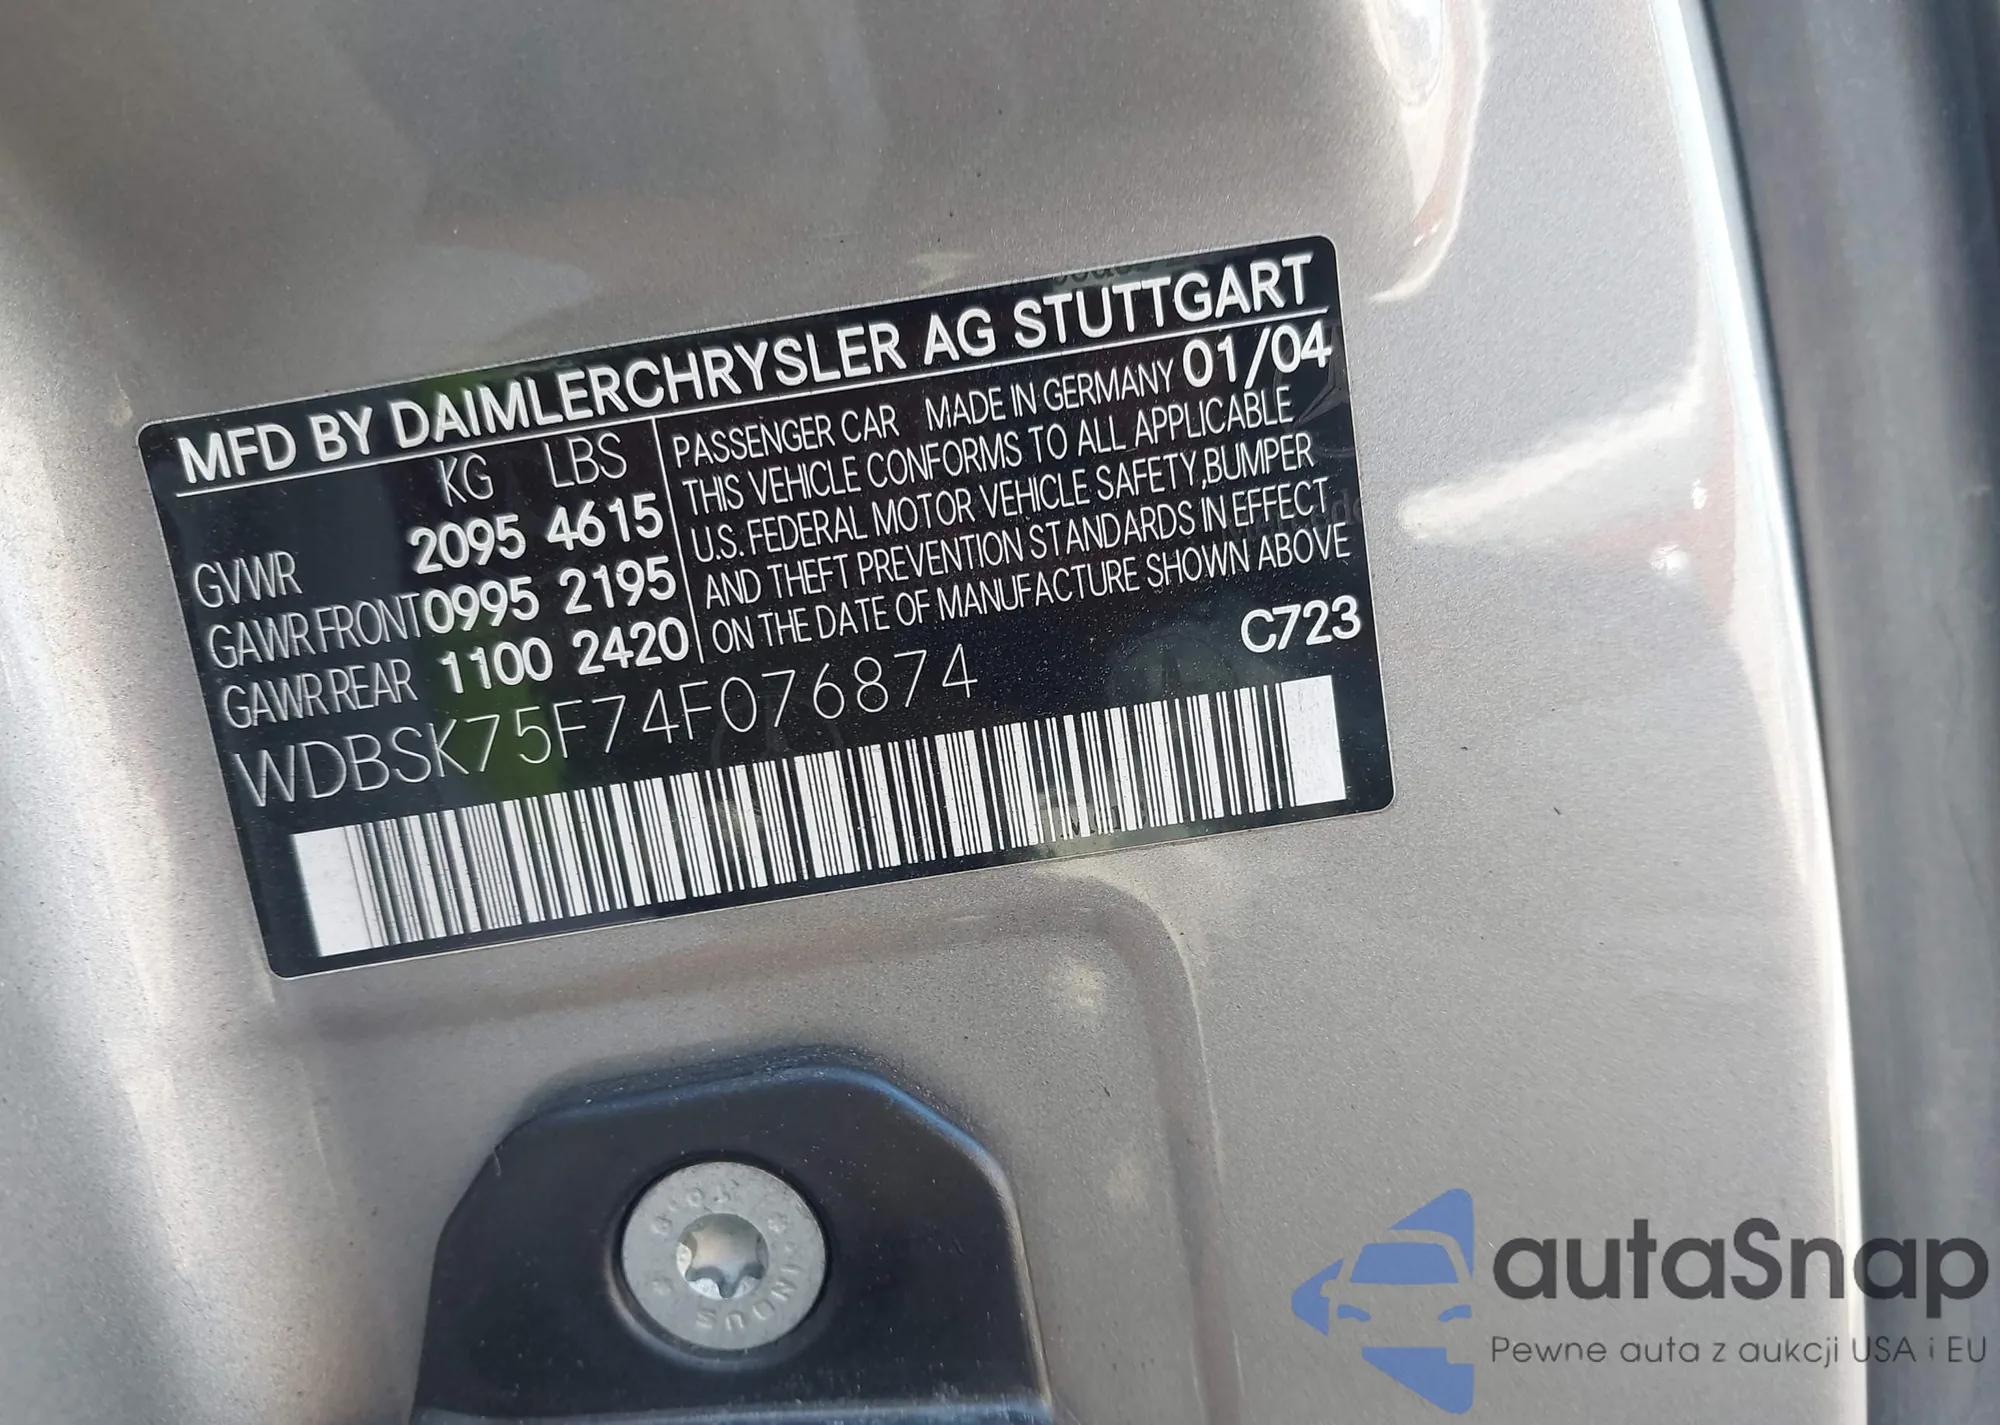 MFD BY DAIMLERCHRYSLER AG STUTTGART
KG LBS
GVWR 2095 4615
GAWR FRONT 0995 2195
GAWR REAR 1100 2420
PASSENGER CAR MADE IN GERMANY 01/04
THIS VEHICLE CONFORMS TO ALL APPLICABLE
U.S. FEDERAL MOTOR VEHICLE SAFETY, BUMPER
AND THEFT PREVENTION STANDARDS IN EFFECT
ON THE DATE OF MANUFACTURE SHOWN ABOVE
C723
WDBSK75F74F076874
autaSnap
Pewne auta z aukcji USA i EU